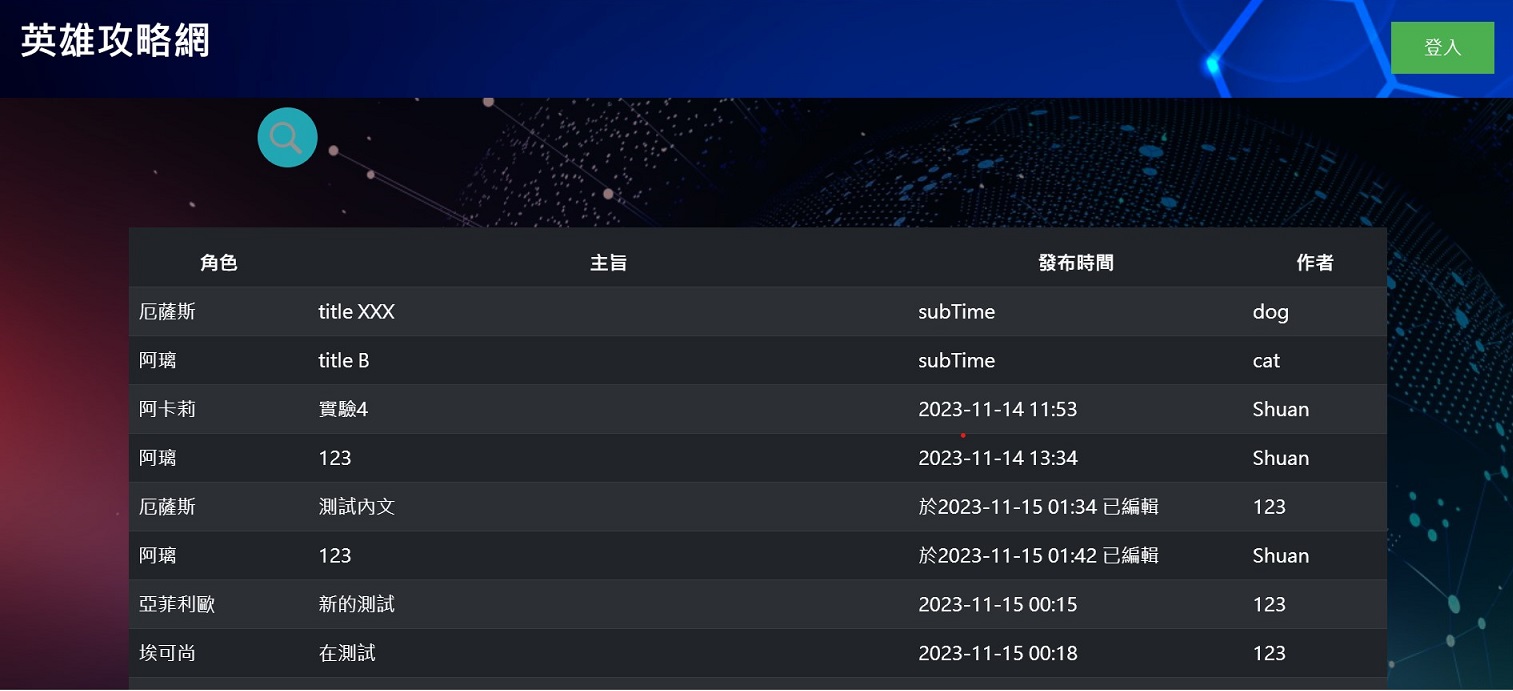 英雄攻略網
登入
角色 主旨 發布時間 作者
厄薩斯 title XXX subTime dog
阿璃 title B subTime cat
阿卡莉 實驗4 2023-11-14 11:53 Shuan
阿璃 123 2023-11-14 13:34 Shuan
厄薩斯 測試內文 於2023-11-15 01:34 已編輯 123
阿璃 123 於2023-11-15 01:42 已編輯 Shuan
亞菲利歐 新的測試 2023-11-15 00:15 123
埃可尚 在測試 2023-11-15 00:18 123